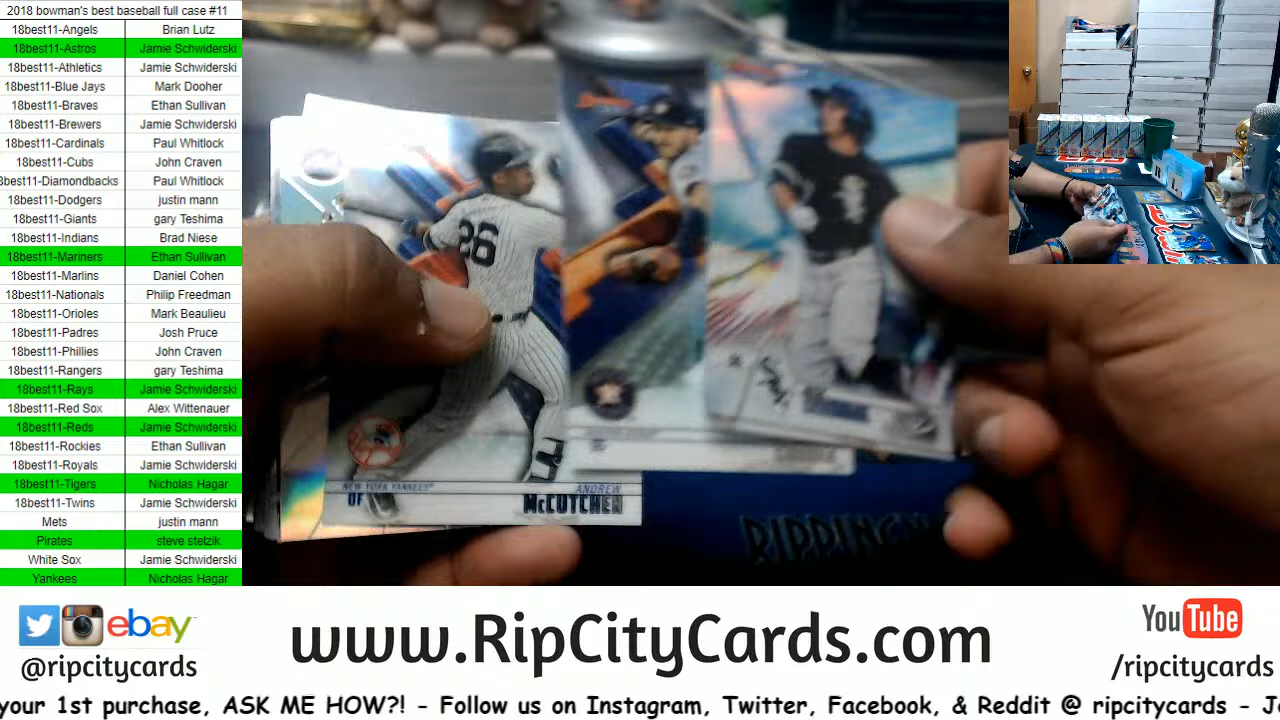 2018 bowman's best baseball full case #11
18best11-Angels Brian Lutz
18best11-Astros Jamie Schwiderski
18best11-Athletics Jamie Schwiderski
18best11-Blue Jays Mark Dooher
18best11-Braves Ethan Sullivan
18best11-Brewers Jamie Schwiderski
18best11-Cardinals Paul Whitlock
18best11-Cubs John Craven
8best11-Diamondbacks Paul Whitlock
18best11-Dodgers justin mann
18best11-Giants gary Teshima
18best11-Indians Brad Niese
18best11-Mariners Ethan Sullivan
18best11-Marlins Daniel Cohen
18best11-Nationals Philip Freedman
18best11-Orioles Mark Beaulieu
18best11-Padres Josh Pruce
18best11-Phillies John Craven
18best11-Rangers gary Teshima
18best11-Rays Jamie Schwiderski
18best11-Red Sox Alex Wittenauer
18best11-Reds Jamie Schwiderski
18best11-Rockies Ethan Sullivan
18best11-Royals Jamie Schwiderski
18best11-Tigers Nicholas Hagar
18best11-Twins Jamie Schwiderski
Mets justin mann
Pirates steve stelzik
White Sox Jamie Schwiderski
Yankees Nicholas Hagar
26
NEW YORK YANKEES
OF
ANDREW
McCUTCHEN
RIPPING
ebay
@ripcitycards
www.RipCityCards.com
YouTube
/ripcitycards
your 1st purchase, ASK ME HOW?! - Follow us on Instagram, Twitter, Facebook, & Reddit @ ripcitycards - J